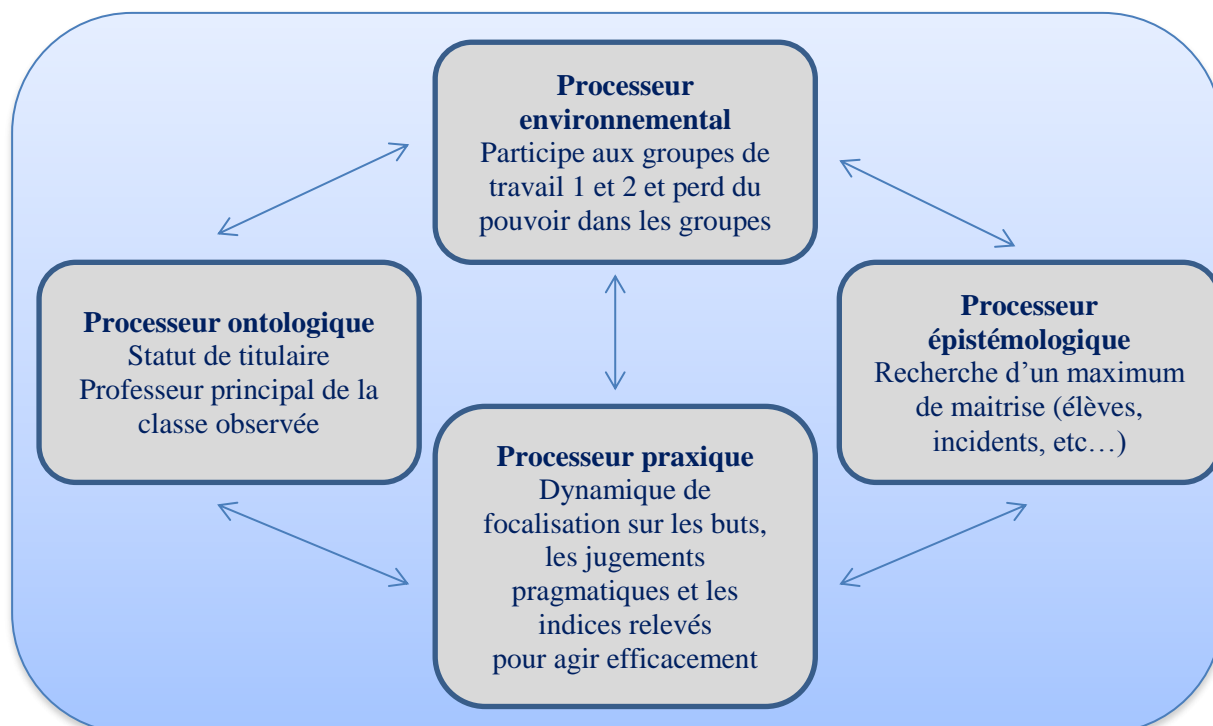 Processeur
environnemental
Participe aux groupes de
travail 1 et 2 et perd du
pouvoir dans les groupes
Processeur ontologique
Statut de titulaire
Professeur principal de la
classe observée
Processeur
épistémologique
Recherche d’un maximum
de maitrise (élèves,
incidents, etc…)
Processeur praxique
Dynamique de
focalisation sur les buts,
les jugements
pragmatiques et les
indices relevés
pour agir efficacement